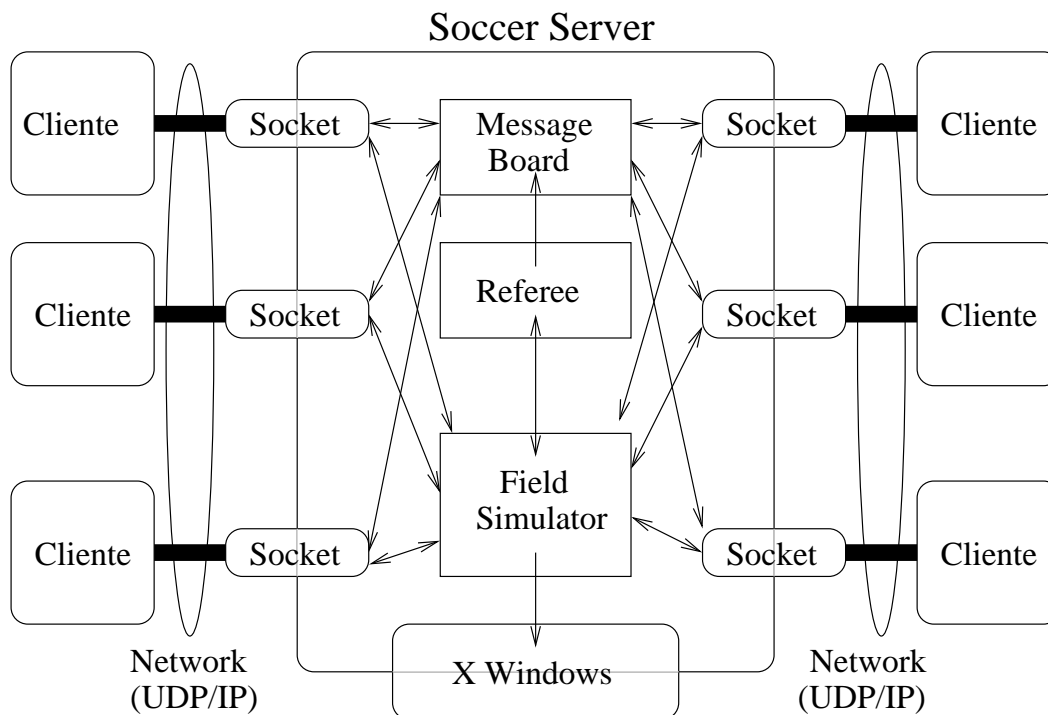 Soccer Server
Cliente
Socket
Message
Board
Socket
Cliente
Cliente
Socket
Referee
Socket
Cliente
Cliente
Socket
Field
Simulator
Socket
Cliente
Network
(UDP/IP)
X Windows
Network
(UDP/IP)